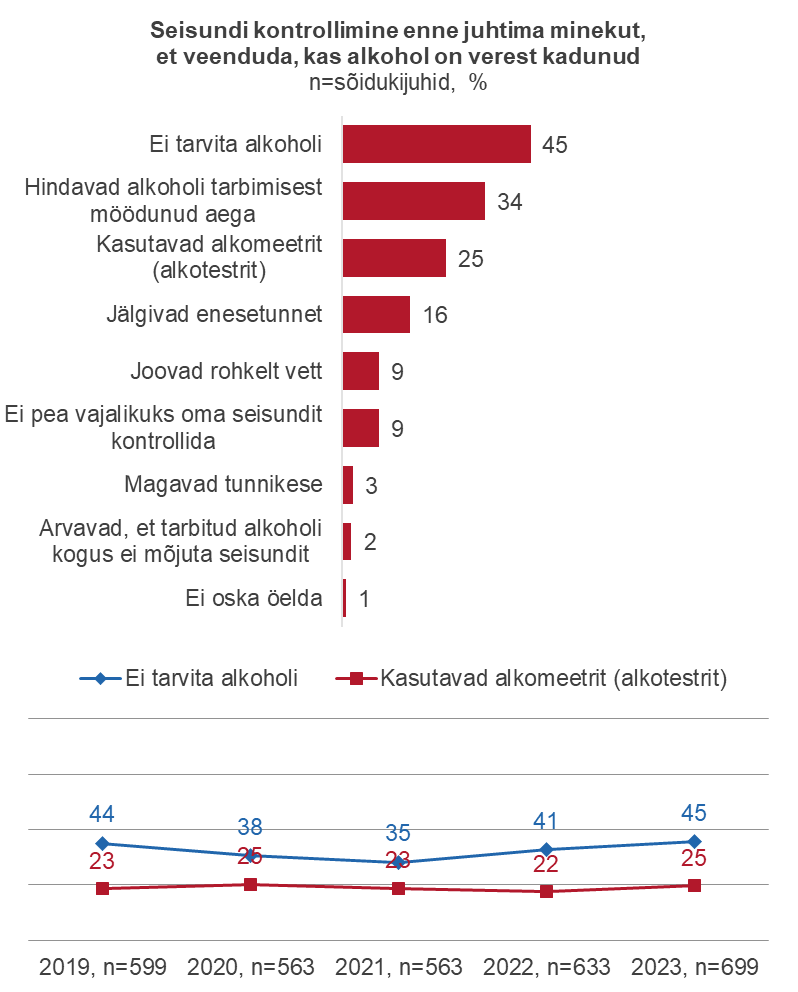 Seisundi kontrollimine enne juhtima minekut,
et veenduda, kas alkohol on verest kadunud
n=sõidukijuhid, %
Ei tarvita alkoholi 45
Hindavad alkoholi tarbimisest
möödunud aega 34
Kasutavad alkomeetrit
(alkotestrit) 25
Jälgivad enesetunnet 16
Joovad rohkelt vett 9
Ei pea vajalikuks oma seisundit
kontrollida 9
Magavad tunnikese 3
Arvavad, et tarbitud alkoholi
kogus ei mõjuta seisundit 2
Ei oska öelda 1
Ei tarvita alkoholi Kasutavad alkomeetrit (alkotestrit)
44 38 35 41 45
23 25 23 22 25
2019, n=599 2020, n=563 2021, n=563 2022, n=633 2023, n=699